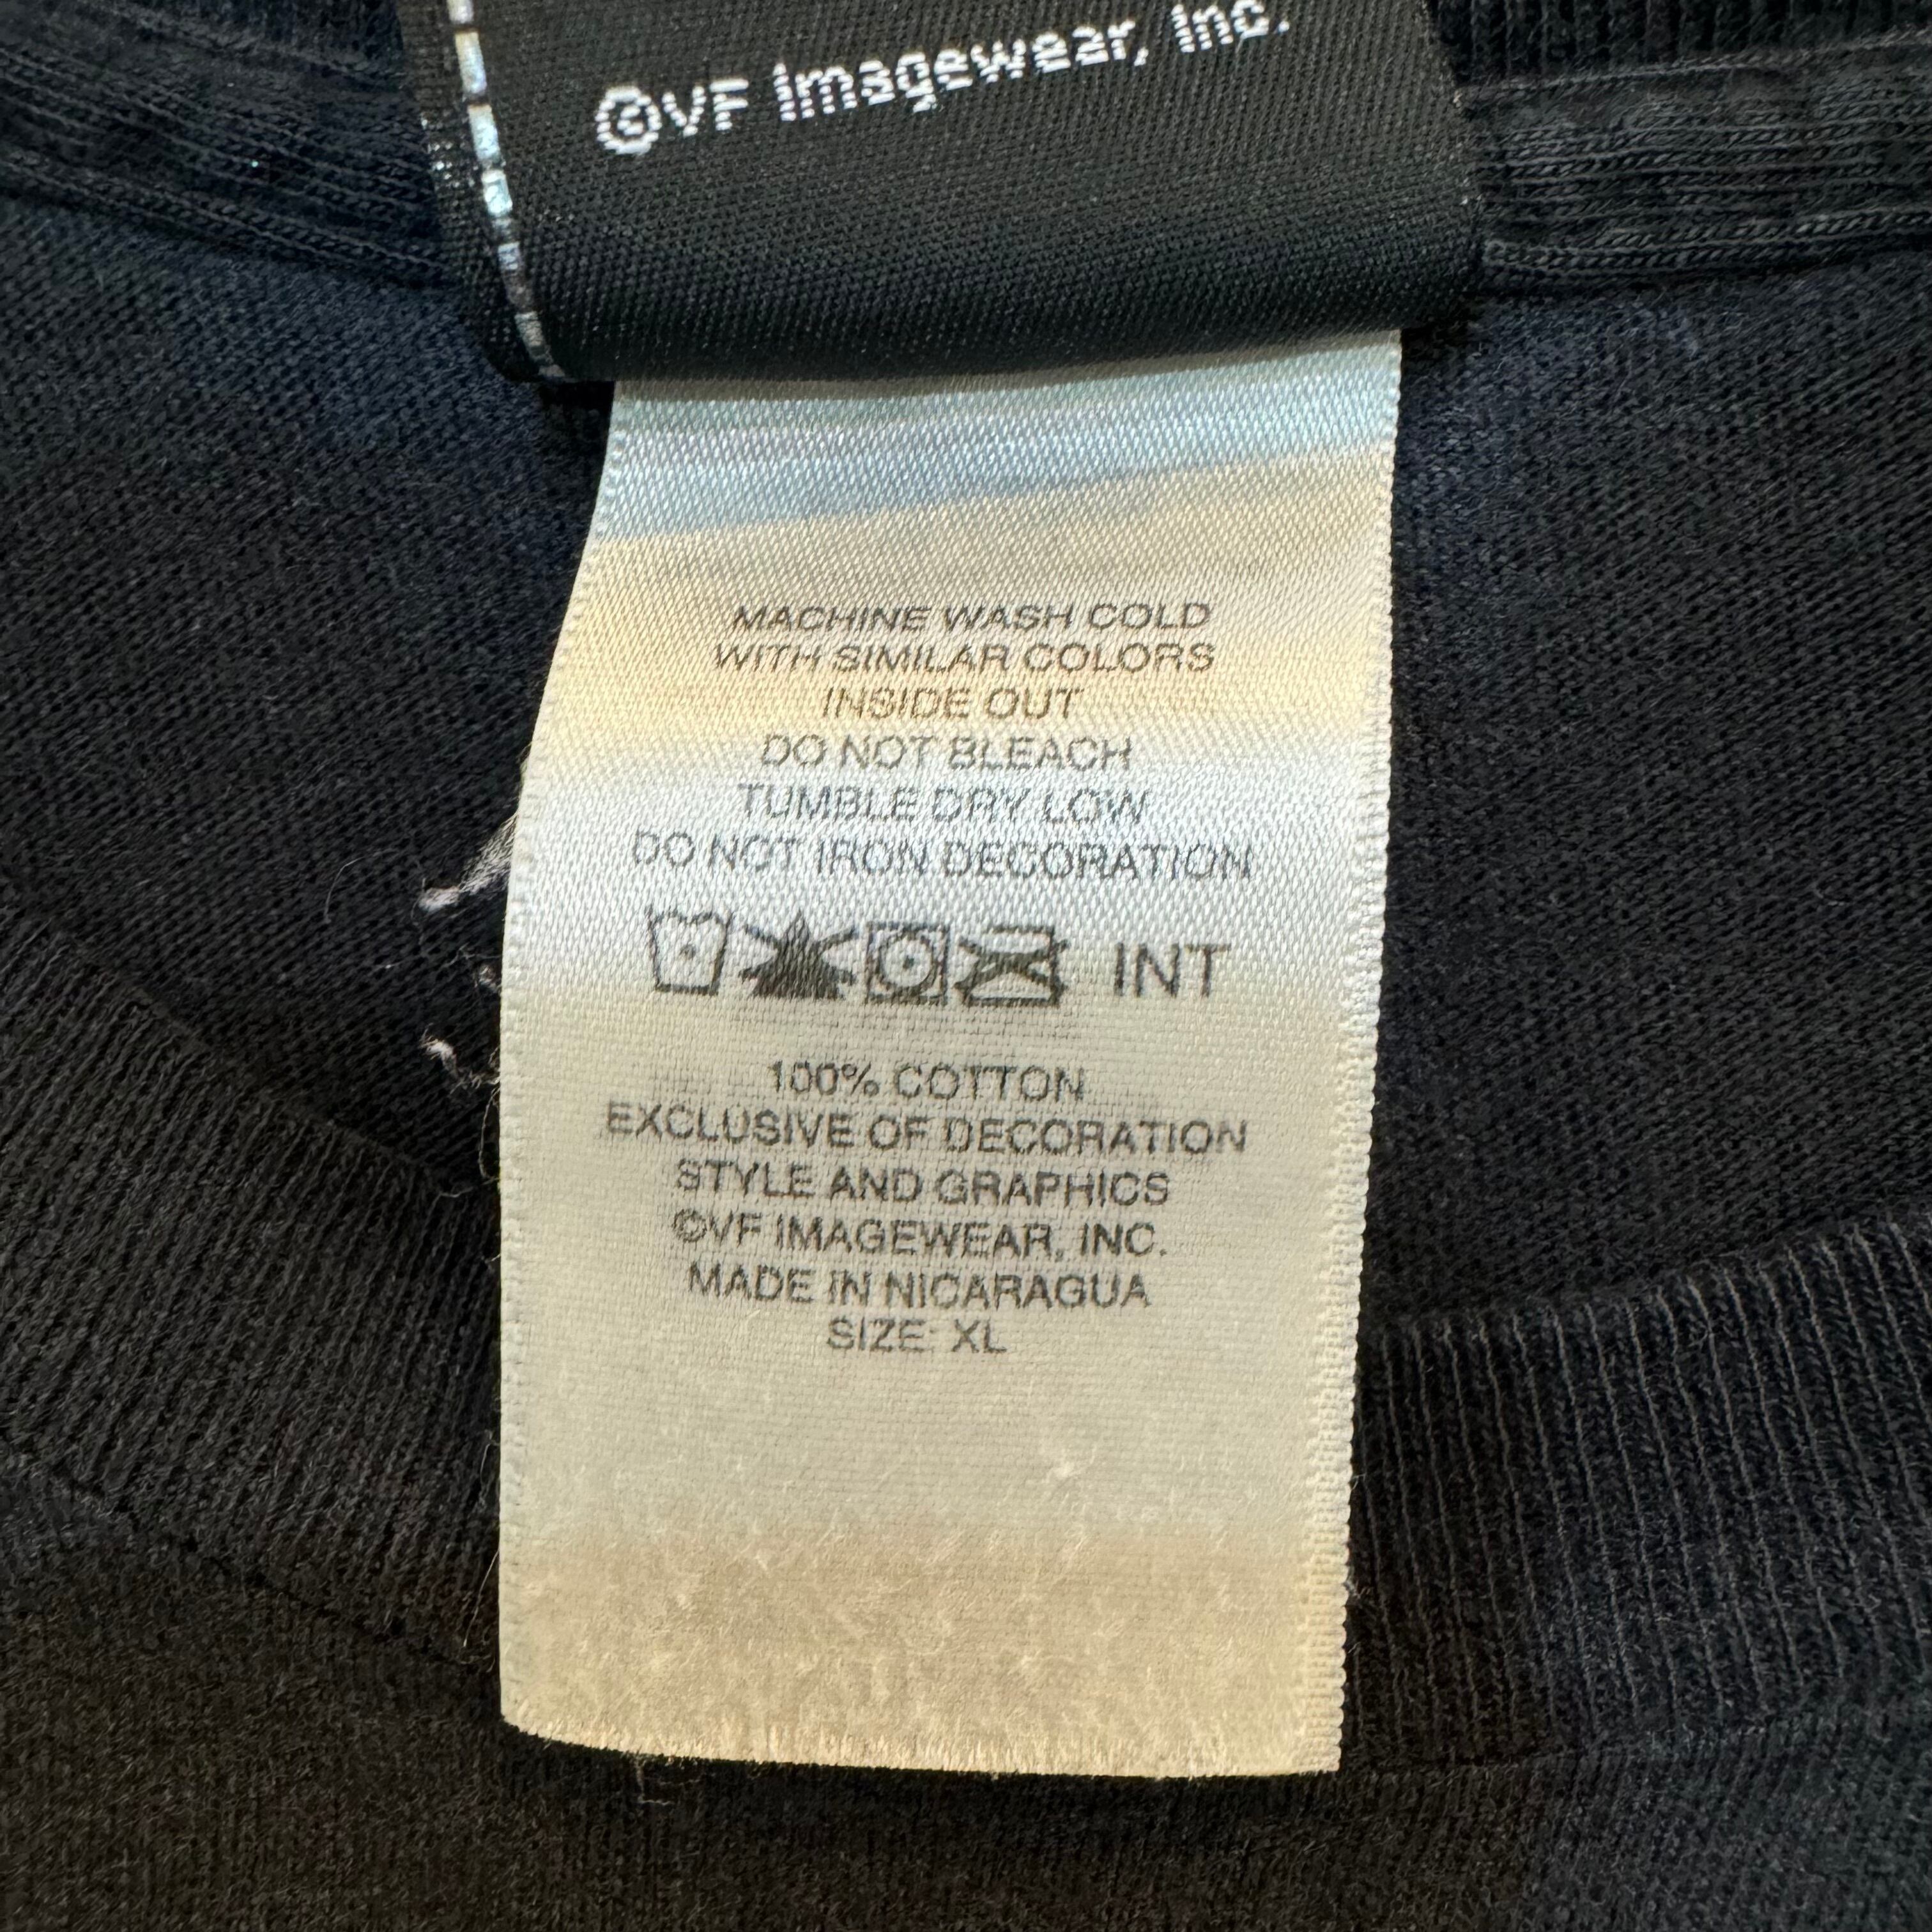 ©VF Imagewear, Inc.
MACHINE WASH COLD
WITH SIMILAR COLORS
INSIDE OUT
DO NOT BLEACH
TUMBLE DRY LOW
DO NOT IRON DECORATION
INT
100% COTTON
EXCLUSIVE OF DECORATION
STYLE AND GRAPHICS
©VF IMAGEWEAR, INC.
MADE IN NICARAGUA
SIZE: XL